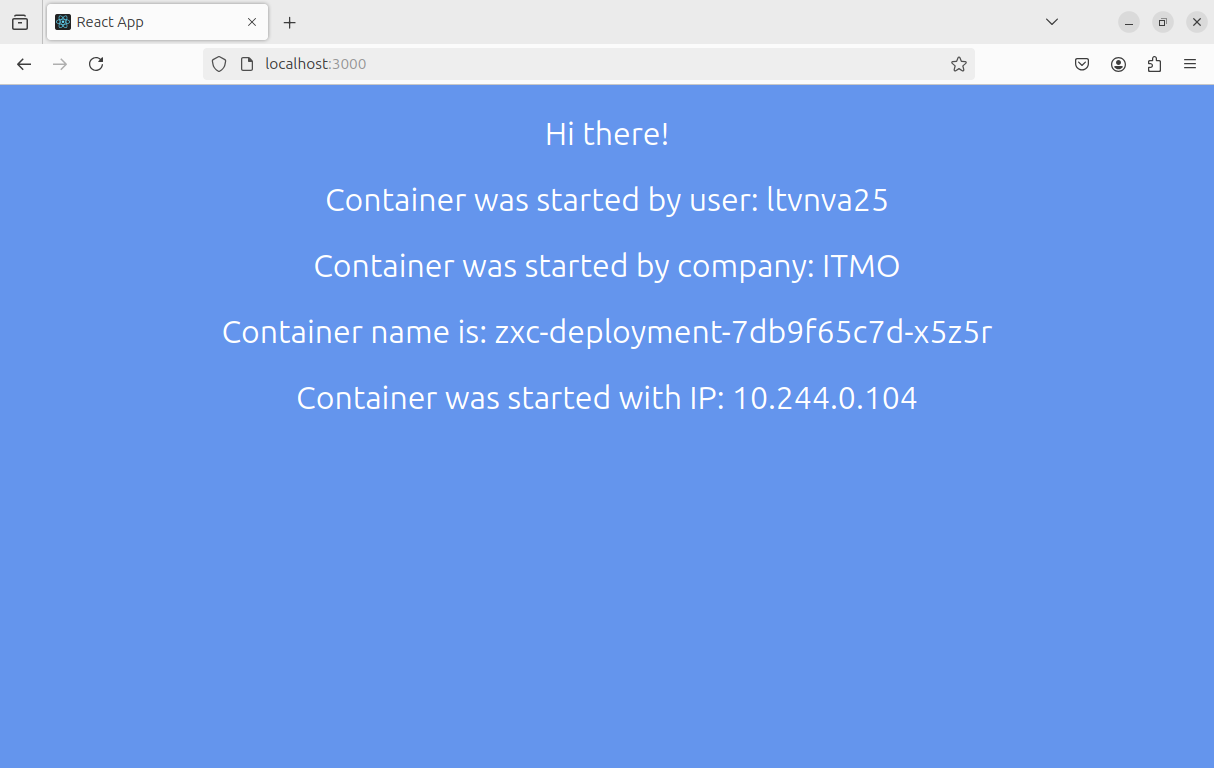 React App
localhost:3000
Hi there!
Container was started by user: ltvnva25
Container was started by company: ITMO
Container name is: zxc-deployment-7db9f65c7d-x5z5r
Container was started with IP: 10.244.0.104